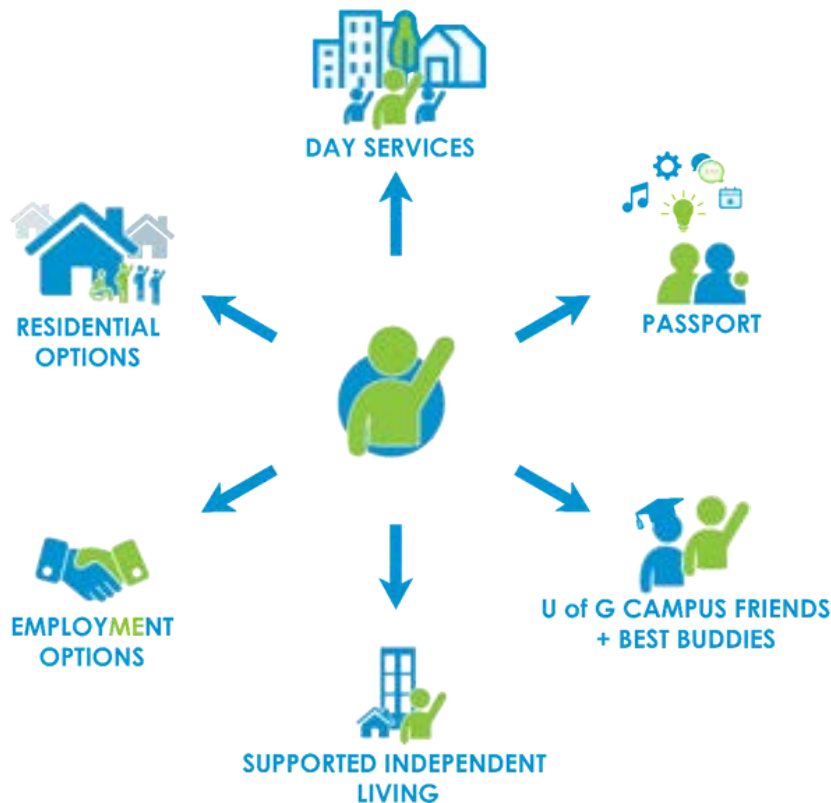 DAY SERVICES
PASSPORT
RESIDENTIAL
OPTIONS
U of G CAMPUS FRIENDS
+ BEST BUDDIES
EMPLOYMENT
OPTIONS
SUPPORTED INDEPENDENT
LIVING